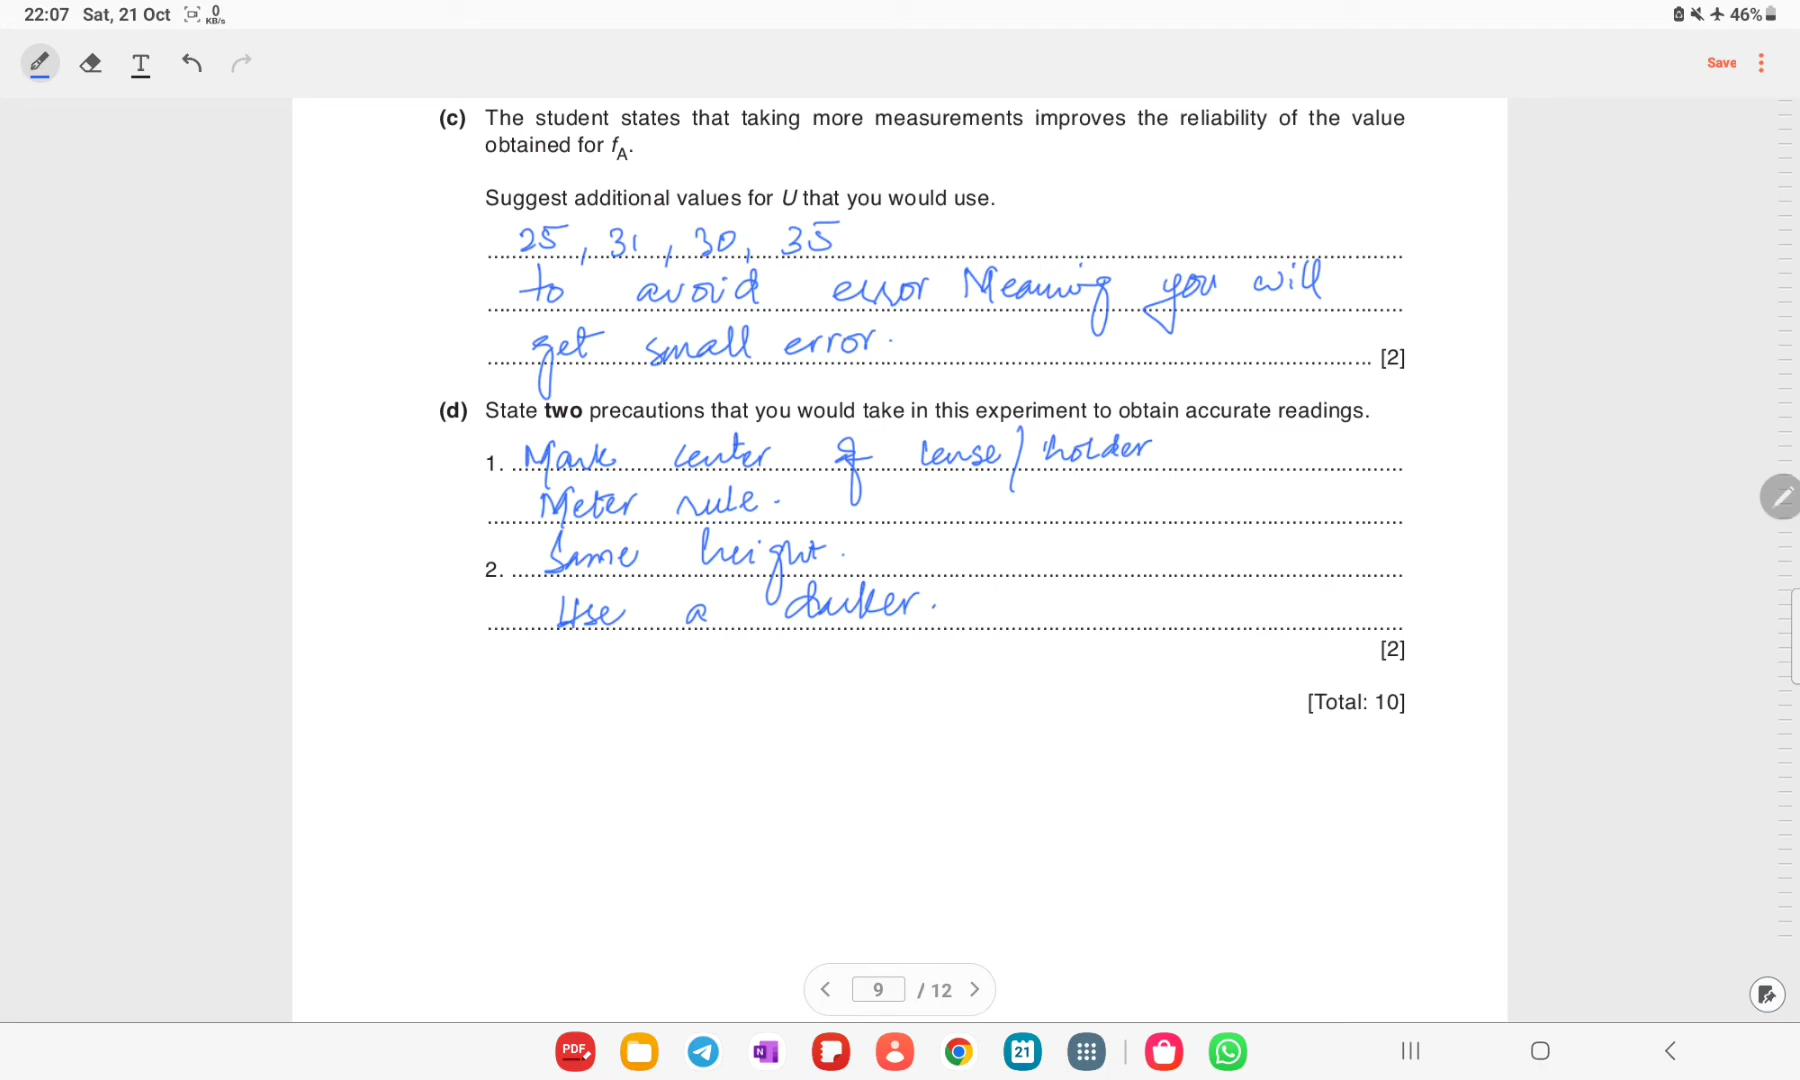 22:07 Sat, 21 Oct 0 KB/s 46%
T Save
(c) The student states that taking more measurements improves the reliability of the value
obtained for fA.
Suggest additional values for U that you would use.
25, 31, 30, 35
to avoid error Meaning you will
get small error. [2]
(d) State two precautions that you would take in this experiment to obtain accurate readings.
1. Mark center of lense/holder
Meter rule.
2. Same height.
Use a
[2]
[Total: 10]
9 / 12
PDF N 21